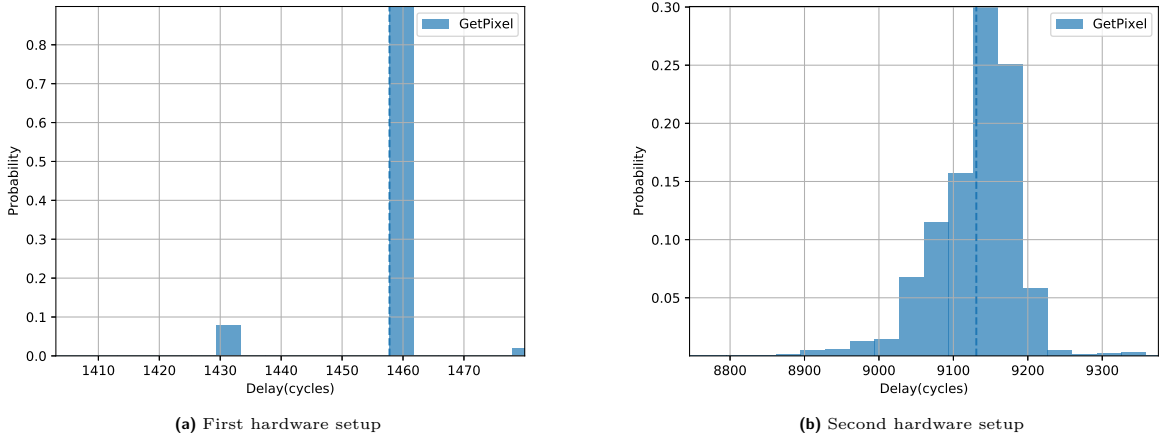 GetPixel
0.8
0.7
0.6
0.5
0.4
0.3
0.2
0.1
0.0
Probability
1410 1420 1430 1440 1450 1460 1470
Delay(cycles)
(a) First hardware setup
GetPixel
0.30
0.25
0.20
0.15
0.10
0.05
Probability
8800 8900 9000 9100 9200 9300
Delay(cycles)
(b) Second hardware setup